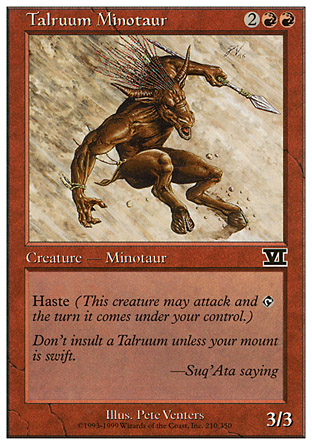 Talruum Minotaur 2
Creature — Minotaur VI
Haste (This creature may attack and
the turn it comes under your control.)
Don't insult a Talruum unless your mount
is swift.
—Suq'Ata saying
Illus. Pete Venters
©1993-1999 Wizards of the Coast, Inc. 210/350
3/3